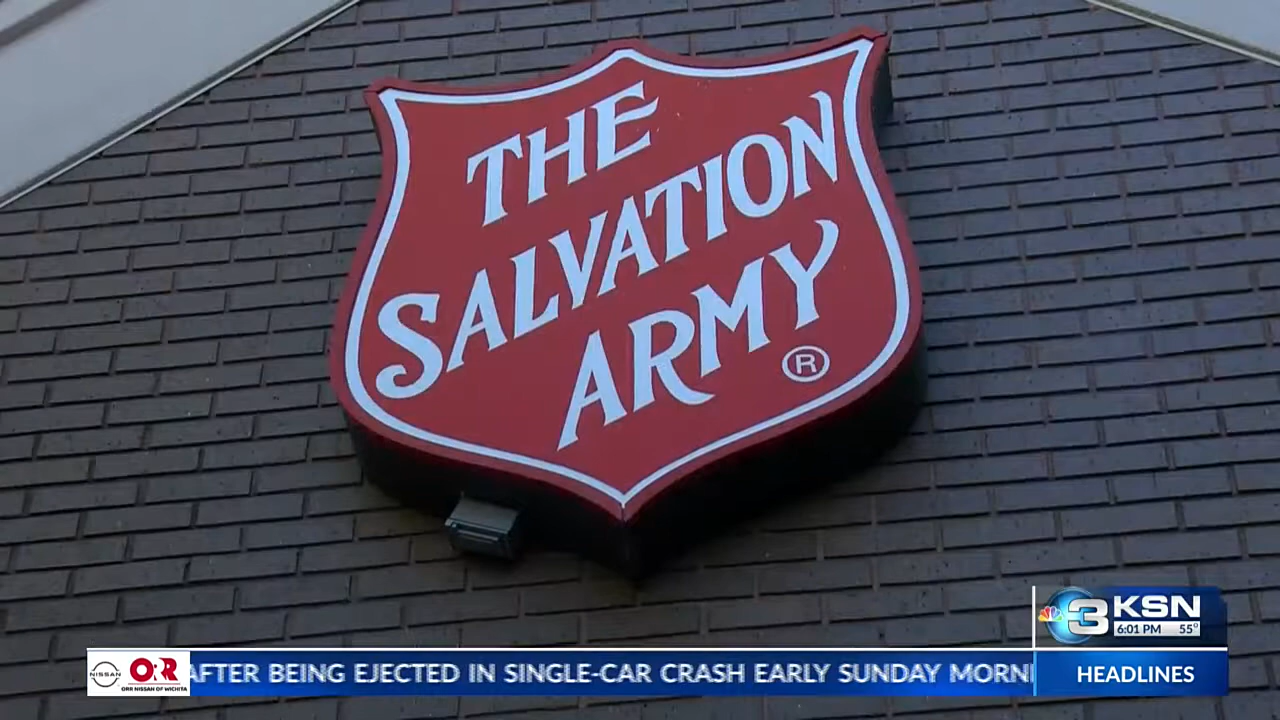 THE
SALVATION
ARMY
®
3 KSN
6:01 PM 55°
NISSAN
ORR
ORR NISSAN OF WICHITA
AFTER BEING EJECTED IN SINGLE-CAR CRASH EARLY SUNDAY MORNI
HEADLINES